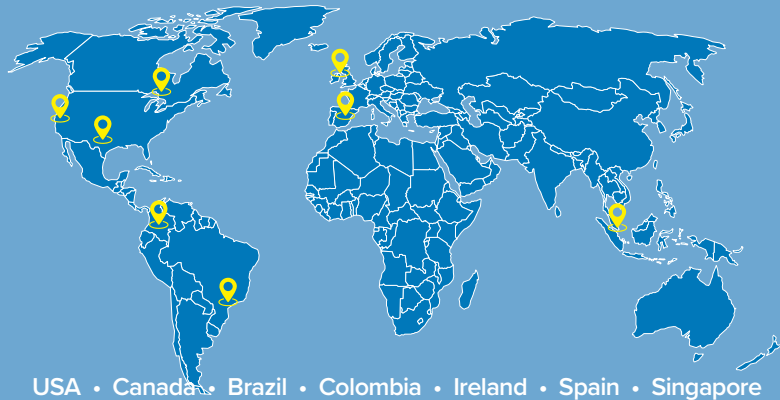 USA • Canada • Brazil • Colombia • Ireland • Spain • Singapore